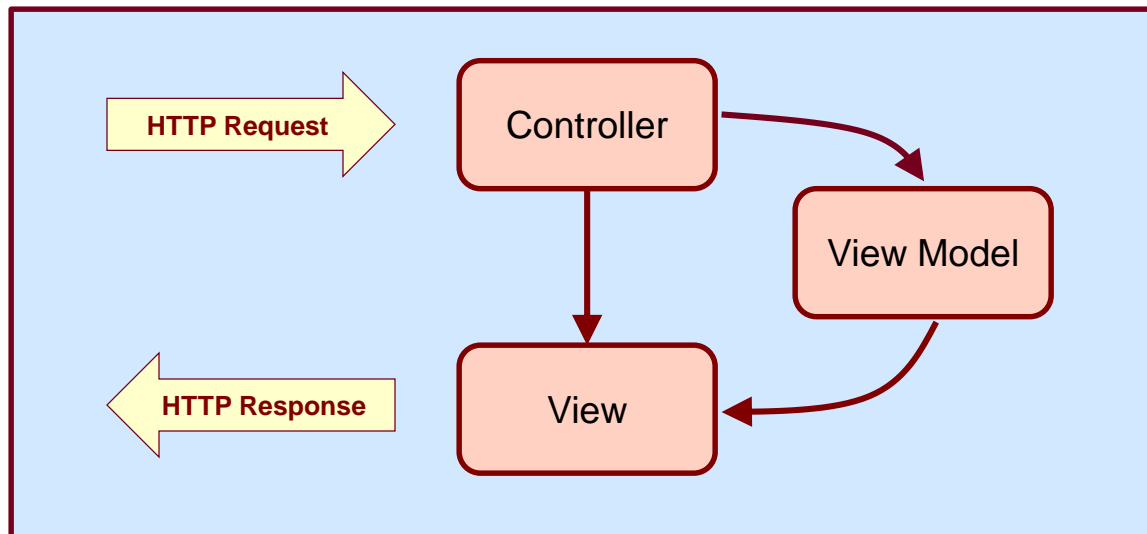 HTTP Request
Controller
View Model
HTTP Response
View